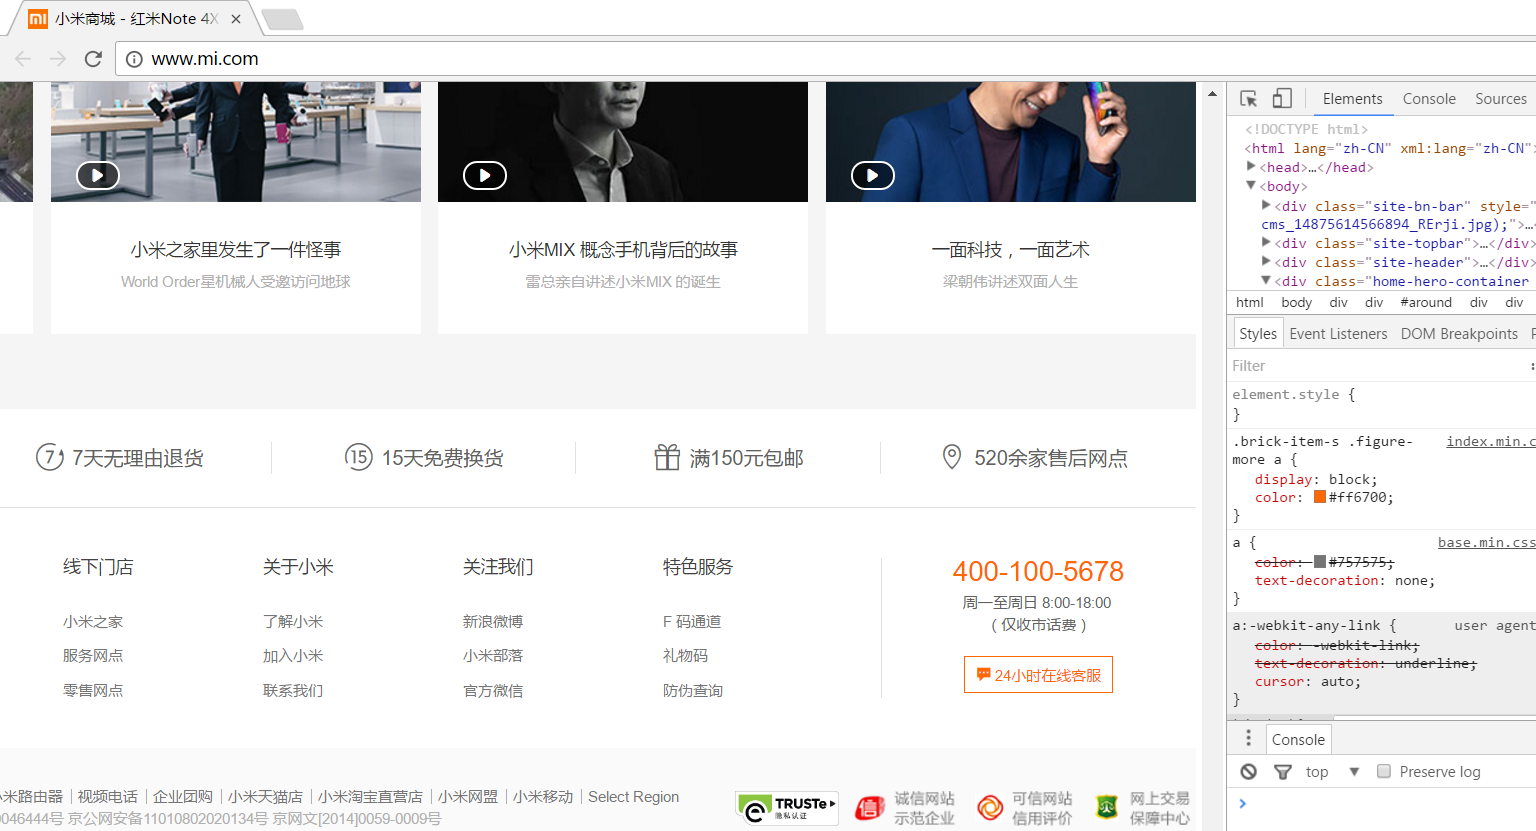 小米商城 - 红米Note 4X
www.mi.com
小米之家里发生了一件怪事
World Order星机械人受邀访问地球
小米MIX 概念手机背后的故事
雷总亲自讲述小米MIX 的诞生
一面科技，一面艺术
梁朝伟讲述双面人生
7天无理由退货
15天免费换货
满150元包邮
520余家售后网点
线下门店
小米之家
服务网点
零售网点
关于小米
了解小米
加入小米
联系我们
关注我们
新浪微博
小米部落
官方微信
特色服务
F 码通道
礼物码
防伪查询
400-100-5678
周一至周日 8:00-18:00
（仅收市话费）
24小时在线客服
米路由器 | 视频电话 | 企业团购 | 小米天猫店 | 小米淘宝直营店 | 小米网盟 | 小米移动 | Select Region
0046444号 京公网安备11010802020134号 京网文[2014]0059-0009号
TRUSTe
隐私认证
信
诚信网站
示范企业
可信网站
信用评价
网上交易
保障中心
Elements Console Sources
<!DOCTYPE html>
<html lang="zh-CN" xml:lang="zh-CN">
<head>…</head>
<body>
<div class="site-bn-bar" style="
cms_14875614566894_RErji.jpg);">…
<div class="site-topbar">…</div>
<div class="site-header">…</div>
<div class="home-hero-container
html body div div #around div div
Styles Event Listeners DOM Breakpoints
Filter
element.style {
}
.brick-item-s .figure- index.min.c
more a {
display: block;
color: #ff6700;
}
a { base.min.css
color: #757575;
text-decoration: none;
}
a:-webkit-any-link { user agent
color: -webkit-link;
text-decoration: underline;
cursor: auto;
}
Console
top Preserve log